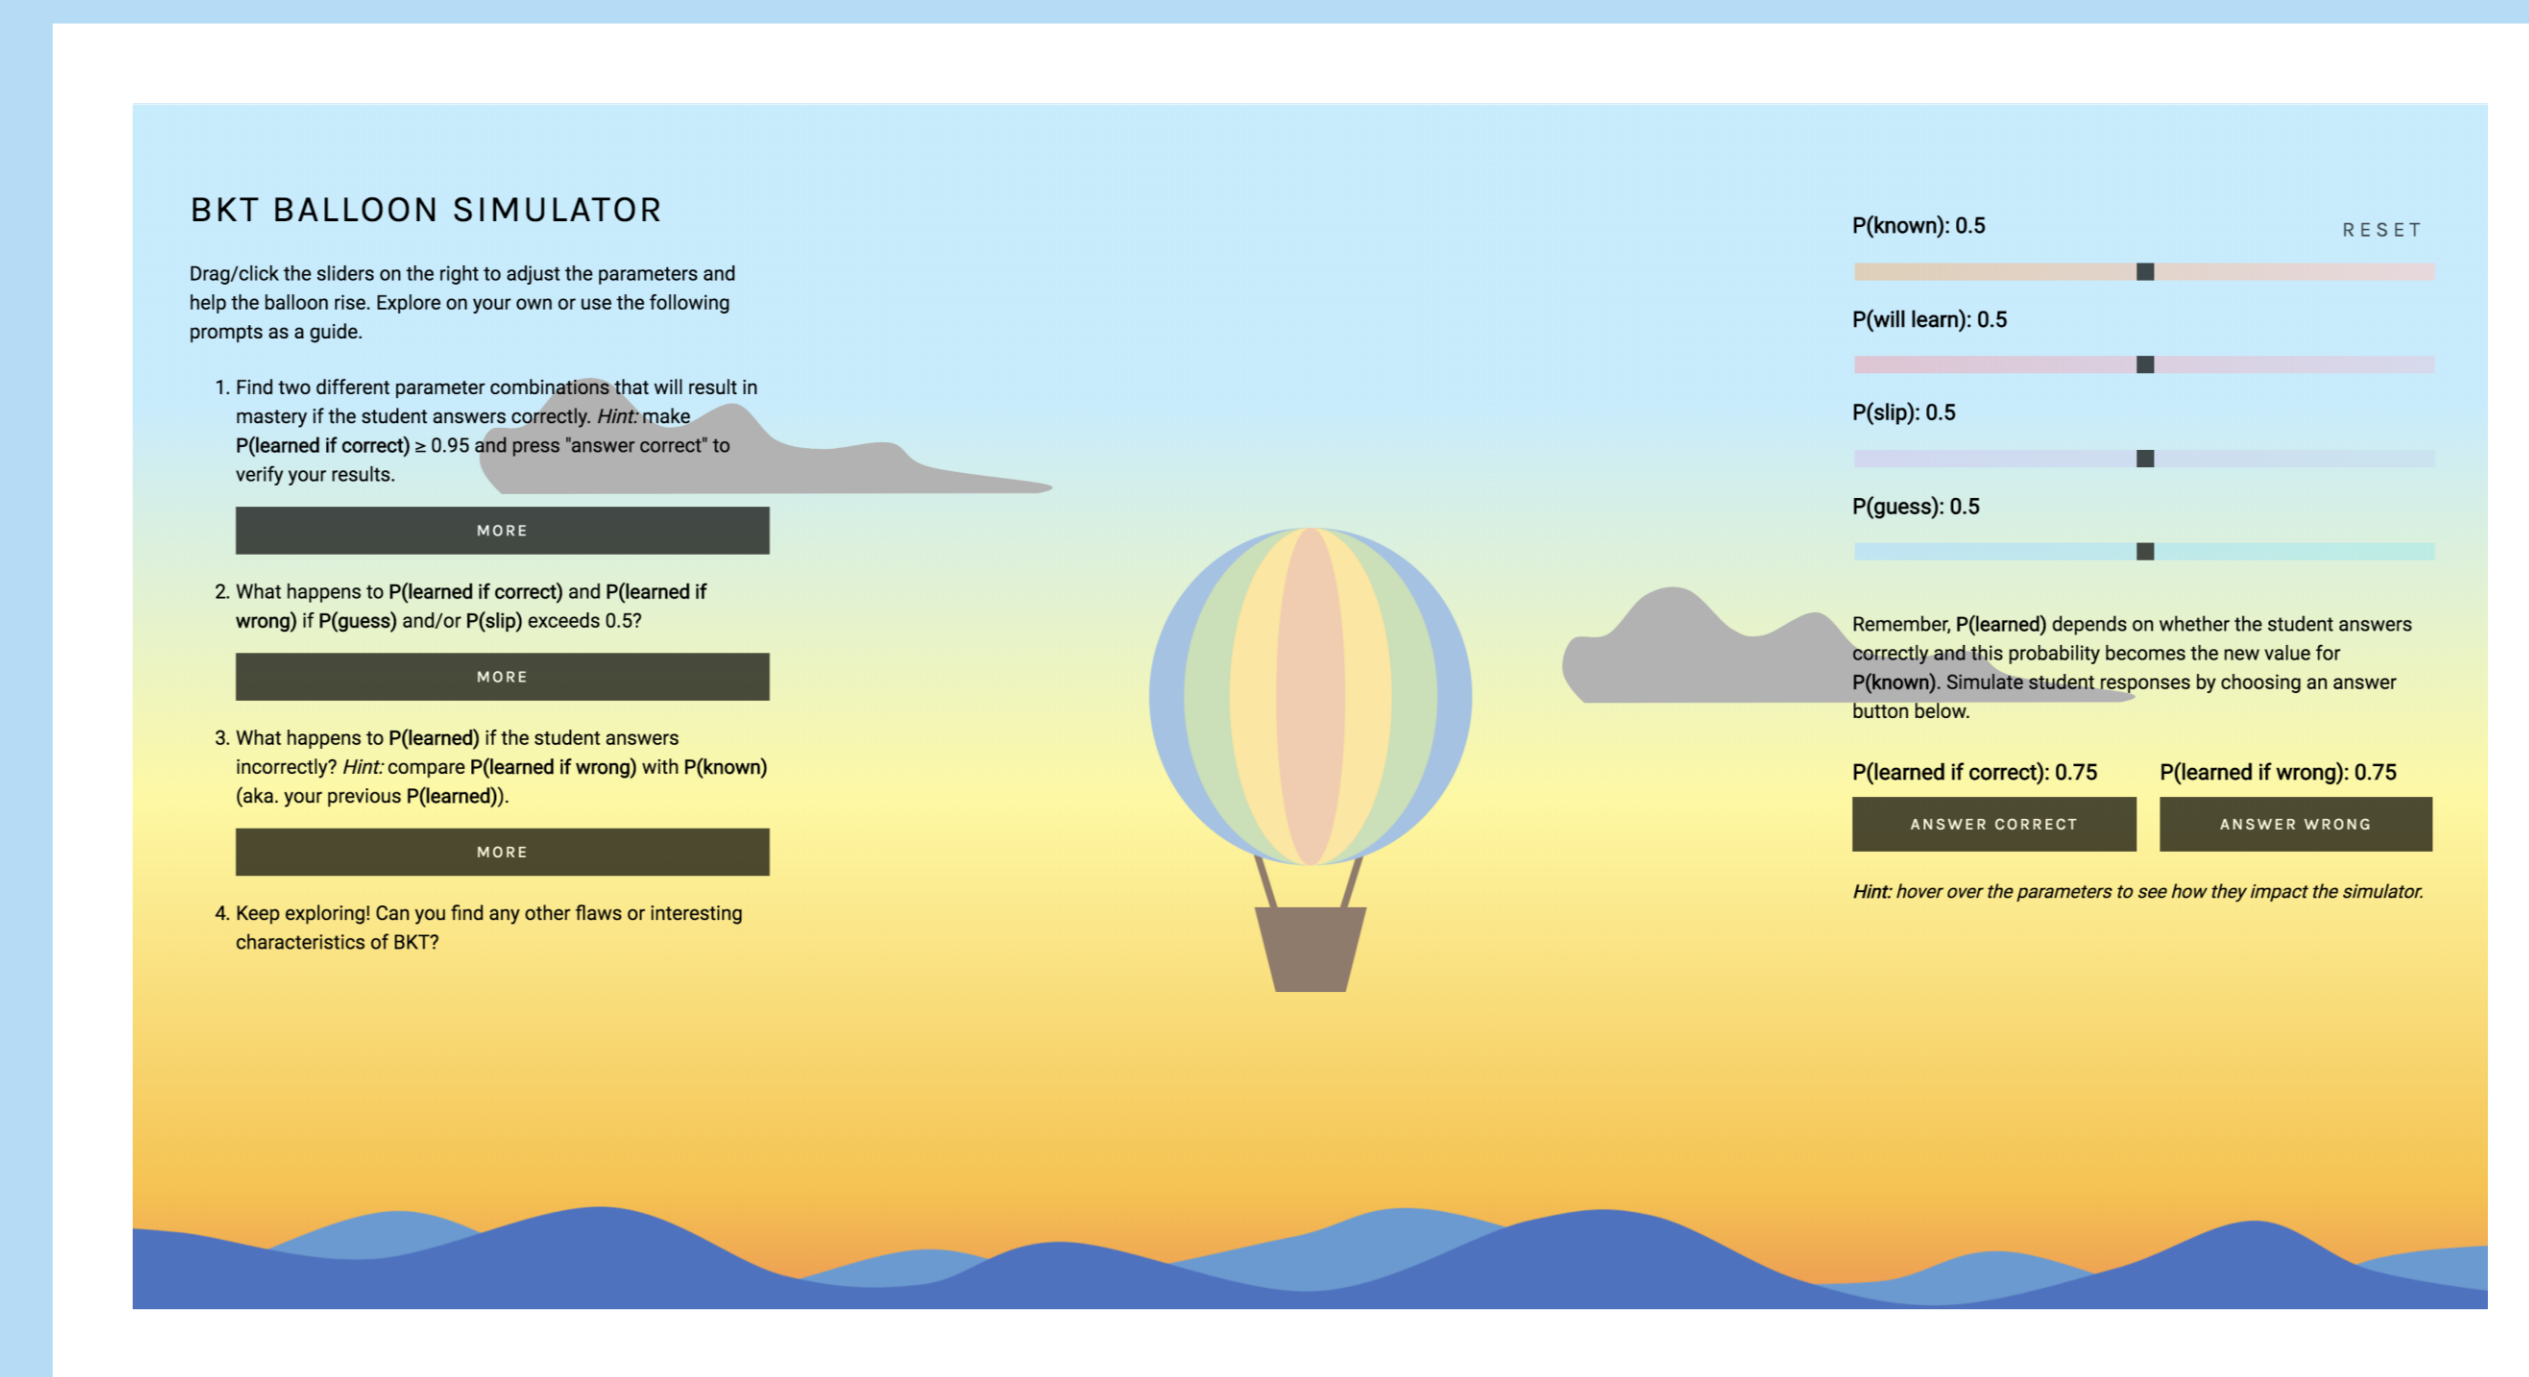 BKT BALLOON SIMULATOR
Drag/click the sliders on the right to adjust the parameters and
help the balloon rise. Explore on your own or use the following
prompts as a guide.
1. Find two different parameter combinations that will result in
mastery if the student answers correctly. Hint: make
P(learned if correct) ≥ 0.95 and press "answer correct" to
verify your results.
MORE
2. What happens to P(learned if correct) and P(learned if
wrong) if P(guess) and/or P(slip) exceeds 0.5?
MORE
3. What happens to P(learned) if the student answers
incorrectly? Hint: compare P(learned if wrong) with P(known)
(aka. your previous P(learned)).
MORE
4. Keep exploring! Can you find any other flaws or interesting
characteristics of BKT?
P(known): 0.5
RESET
P(will learn): 0.5
P(slip): 0.5
P(guess): 0.5
Remember, P(learned) depends on whether the student answers
correctly and this probability becomes the new value for
P(known). Simulate student responses by choosing an answer
button below.
P(learned if correct): 0.75 P(learned if wrong): 0.75
ANSWER CORRECT ANSWER WRONG
Hint: hover over the parameters to see how they impact the simulator.